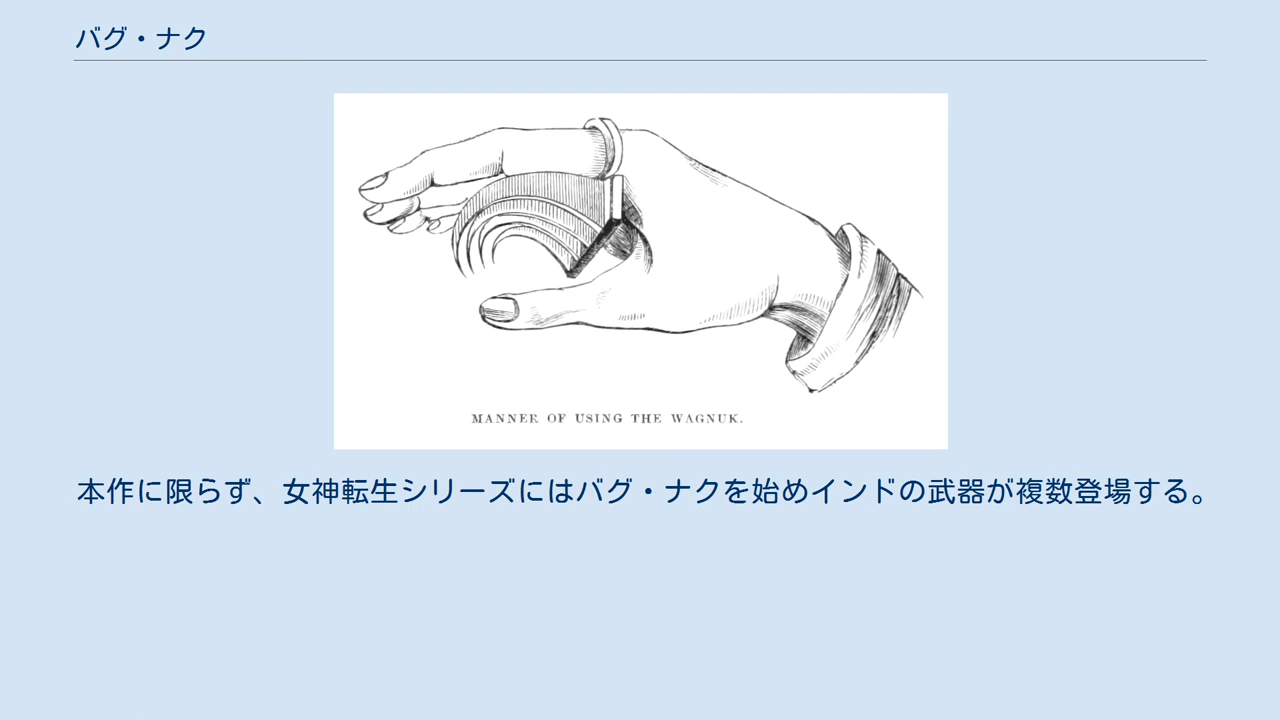 バグ・ナク
MANNER OF USING THE WAGNUK.
本作に限らず、女神転生シリーズにはバグ・ナクを始めインドの武器が複数登場する。